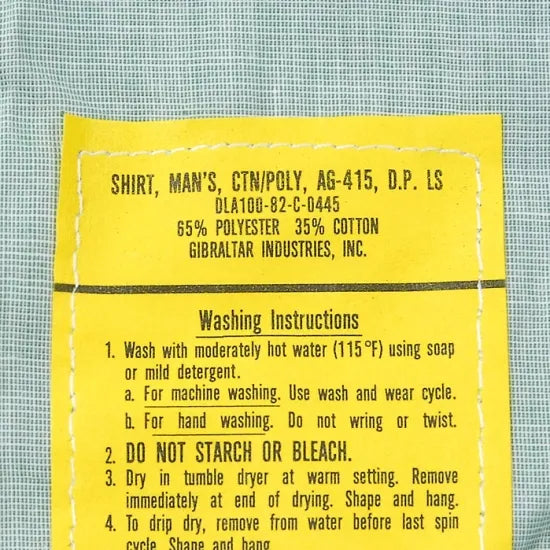 SHIRT, MAN'S, CTN/POLY, AG-415, D.P. LS
DLA100-82-C-0445
65% POLYESTER 35% COTTON
GIBRALTAR INDUSTRIES, INC.
Washing Instructions
1. Wash with moderately hot water (115°F) using soap
or mild detergent.
a. For machine washing. Use wash and wear cycle.
b. For hand washing. Do not wring or twist.
2. DO NOT STARCH OR BLEACH.
3. Dry in tumble dryer at warm setting. Remove
immediately at end of drying. Shape and hang.
4. To drip dry, remove from water before last spin
cycle. Shape and hang